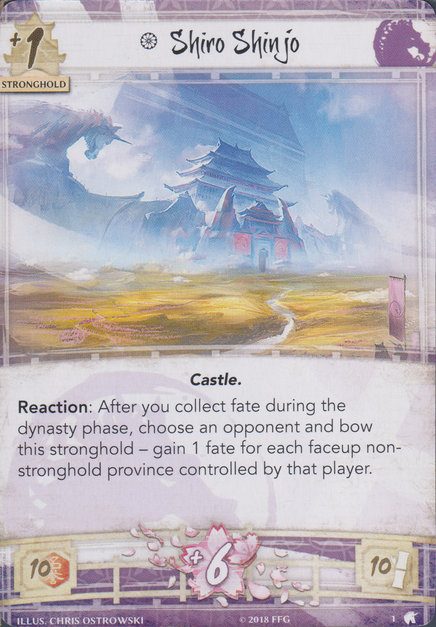 +1
Shiro Shinjo
STRONGHOLD
Castle.
Reaction: After you collect fate during the
dynasty phase, choose an opponent and bow
this stronghold – gain 1 fate for each faceup non-
stronghold province controlled by that player.
10
+6
10
ILLUS. CHRIS OSTROWSKI
© 2018 FFG
1